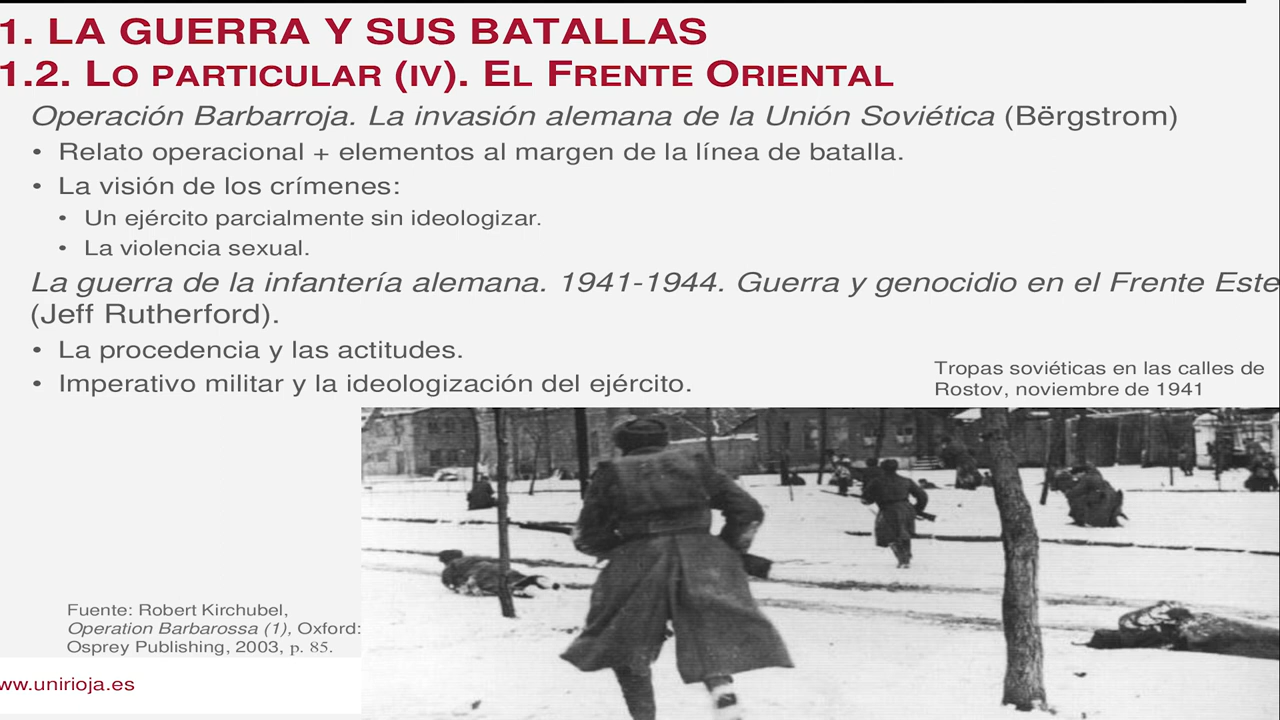 1. LA GUERRA Y SUS BATALLAS
1.2. LO PARTICULAR (IV). EL FRENTE ORIENTAL
Operación Barbarroja. La invasión alemana de la Unión Soviética (Bërgstrom)
• Relato operacional + elementos al margen de la línea de batalla.
• La visión de los crímenes:
• Un ejército parcialmente sin ideologizar.
• La violencia sexual.
La guerra de la infantería alemana. 1941-1944. Guerra y genocidio en el Frente Este
(Jeff Rutherford).
• La procedencia y las actitudes.
• Imperativo militar y la ideologización del ejército.
Tropas soviéticas en las calles de
Rostov, noviembre de 1941
Fuente: Robert Kirchubel,
Operation Barbarossa (1), Oxford:
Osprey Publishing, 2003, p. 85.
ww.unirioja.es